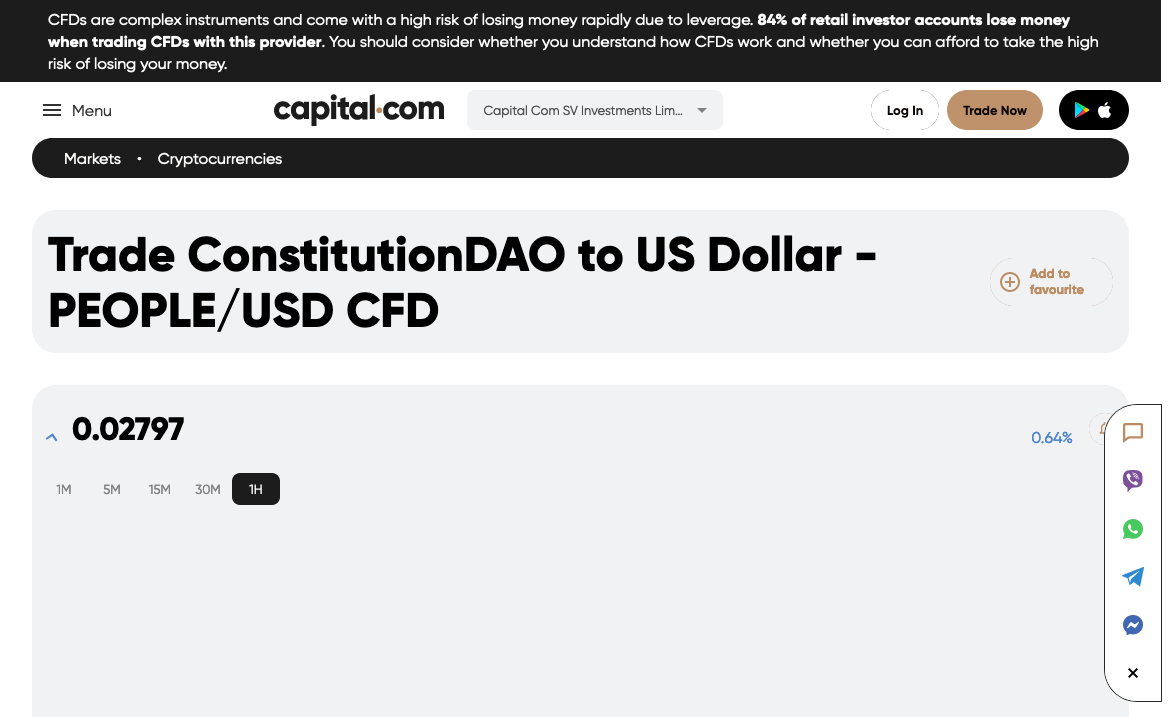 CFDs are complex instruments and come with a high risk of losing money rapidly due to leverage. 84% of retail investor accounts lose money
when trading CFDs with this provider. You should consider whether you understand how CFDs work and whether you can afford to take the high
risk of losing your money.
Menu
capital.com
Capital Com SV Investments Lim...
Log In
Trade Now
Markets • Cryptocurrencies
Trade ConstitutionDAO to US Dollar -
PEOPLE/USD CFD
Add to
favourite
0.02797
0.64%
1M 5M 15M 30M 1H